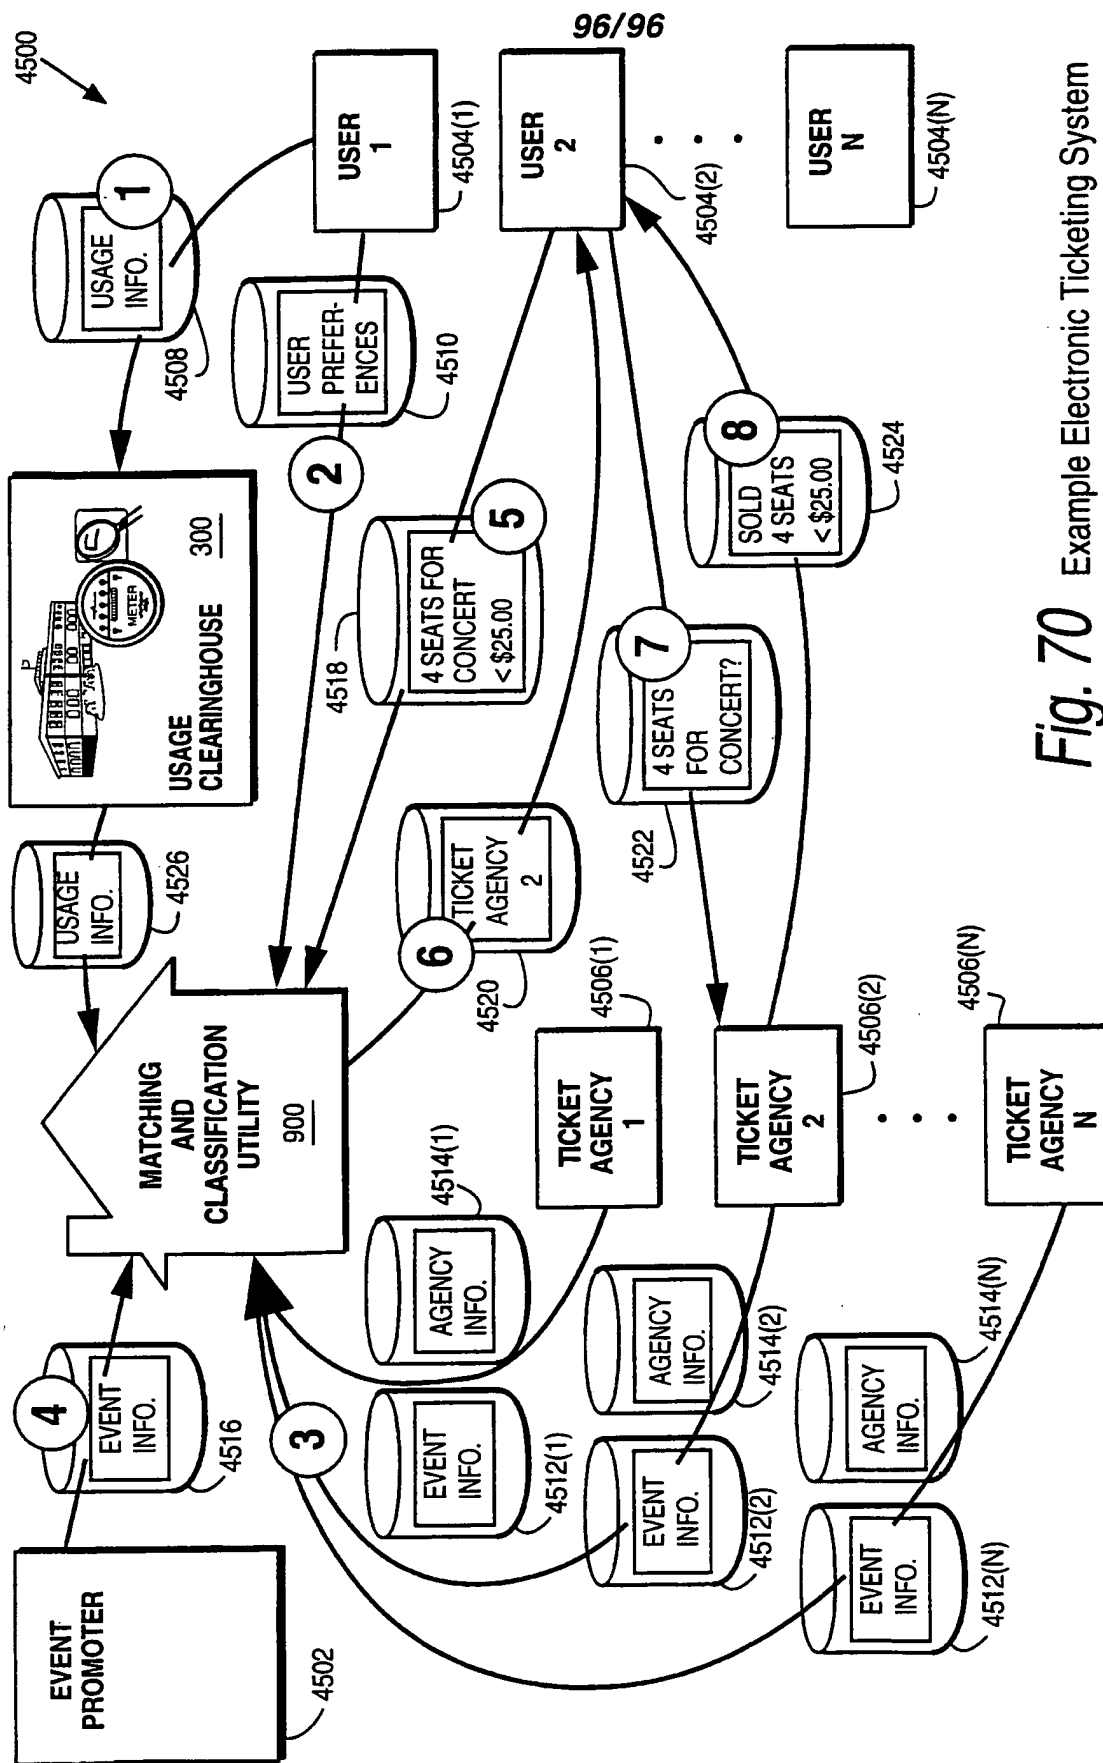 96/96
4500
EVENT
PROMOTER
4502
4
EVENT
INFO.
4516
MATCHING
AND
CLASSIFICATION
UTILITY
900
USAGE
INFO.
4526
METER
USAGE
CLEARINGHOUSE
300
1
USAGE
INFO.
4508
2
USER
PREFER-
ENCES
4510
USER
1
4504(1)
3
EVENT
INFO.
4512(1)
AGENCY
INFO.
4514(1)
TICKET
AGENCY
1
4506(1)
6
TICKET
AGENCY
2
4520
5
4 SEATS FOR
CONCERT
< $25.00
4518
USER
2
4504(2)
EVENT
INFO.
4512(2)
AGENCY
INFO.
4514(2)
TICKET
AGENCY
2
4506(2)
7
4 SEATS
FOR
CONCERT?
4522
8
SOLD
4 SEATS
< $25.00
4524
EVENT
INFO.
4512(N)
AGENCY
INFO.
4514(N)
TICKET
AGENCY
N
4506(N)
USER
N
4504(N)
Fig. 70 Example Electronic Ticketing System